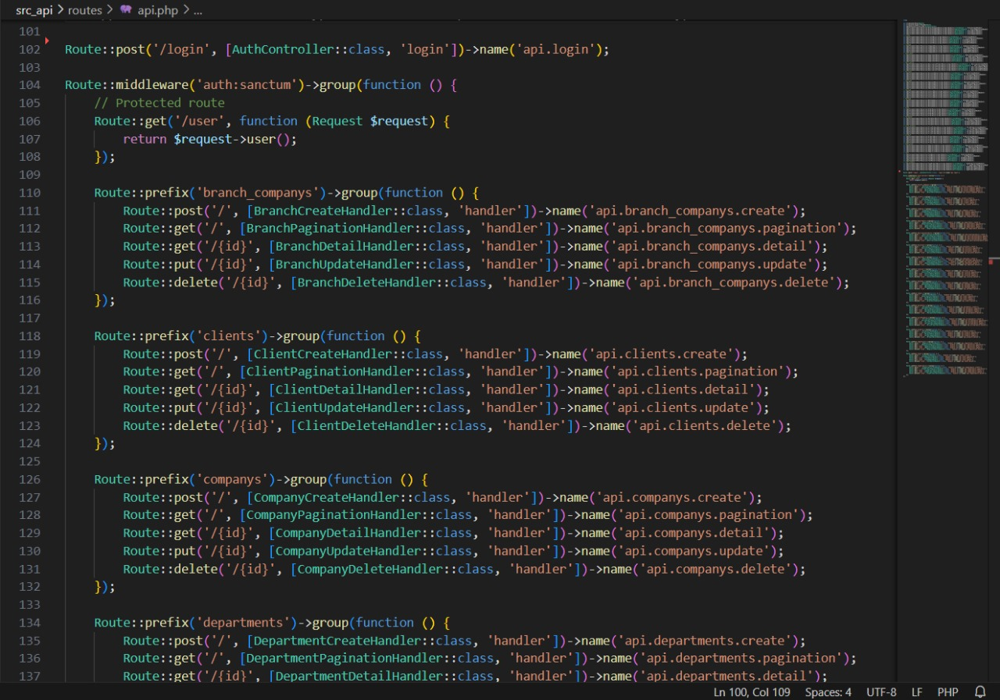 src_api > routes > api.php > ...
101
102 Route::post('/login', [AuthController::class, 'login'])->name('api.login');
103
104 Route::middleware('auth:sanctum')->group(function () {
105     // Protected route
106     Route::get('/user', function (Request $request) {
107         return $request->user();
108     });
109
110     Route::prefix('branch_companys')->group(function () {
111         Route::post('/', [BranchCreateHandler::class, 'handler'])->name('api.branch_companys.create');
112         Route::get('/', [BranchPaginationHandler::class, 'handler'])->name('api.branch_companys.pagination');
113         Route::get('/{id}', [BranchDetailHandler::class, 'handler'])->name('api.branch_companys.detail');
114         Route::put('/{id}', [BranchUpdateHandler::class, 'handler'])->name('api.branch_companys.update');
115         Route::delete('/{id}', [BranchDeleteHandler::class, 'handler'])->name('api.branch_companys.delete');
116     });
117
118     Route::prefix('clients')->group(function () {
119         Route::post('/', [ClientCreateHandler::class, 'handler'])->name('api.clients.create');
120         Route::get('/', [ClientPaginationHandler::class, 'handler'])->name('api.clients.pagination');
121         Route::get('/{id}', [ClientDetailHandler::class, 'handler'])->name('api.clients.detail');
122         Route::put('/{id}', [ClientUpdateHandler::class, 'handler'])->name('api.clients.update');
123         Route::delete('/{id}', [ClientDeleteHandler::class, 'handler'])->name('api.clients.delete');
124     });
125
126     Route::prefix('companys')->group(function () {
127         Route::post('/', [CompanyCreateHandler::class, 'handler'])->name('api.companys.create');
128         Route::get('/', [CompanyPaginationHandler::class, 'handler'])->name('api.companys.pagination');
129         Route::get('/{id}', [CompanyDetailHandler::class, 'handler'])->name('api.companys.detail');
130         Route::put('/{id}', [CompanyUpdateHandler::class, 'handler'])->name('api.companys.update');
131         Route::delete('/{id}', [CompanyDeleteHandler::class, 'handler'])->name('api.companys.delete');
132     });
133
134     Route::prefix('departments')->group(function () {
135         Route::post('/', [DepartmentCreateHandler::class, 'handler'])->name('api.departments.create');
136         Route::get('/', [DepartmentPaginationHandler::class, 'handler'])->name('api.departments.pagination');
137         Route::get('/{id}', [DepartmentDetailHandler::class, 'handler'])->name('api.departments.detail');
Ln 100, Col 109 Spaces: 4 UTF-8 LF PHP